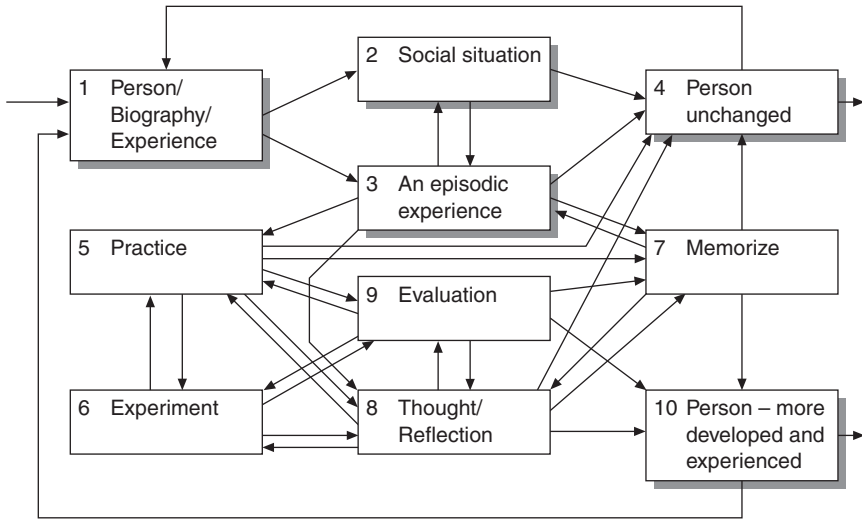 1 Person/
Biography/
Experience
2 Social situation
3 An episodic
experience
4 Person
unchanged
5 Practice
6 Experiment
7 Memorize
8 Thought/
Reflection
9 Evaluation
10 Person – more
developed and
experienced